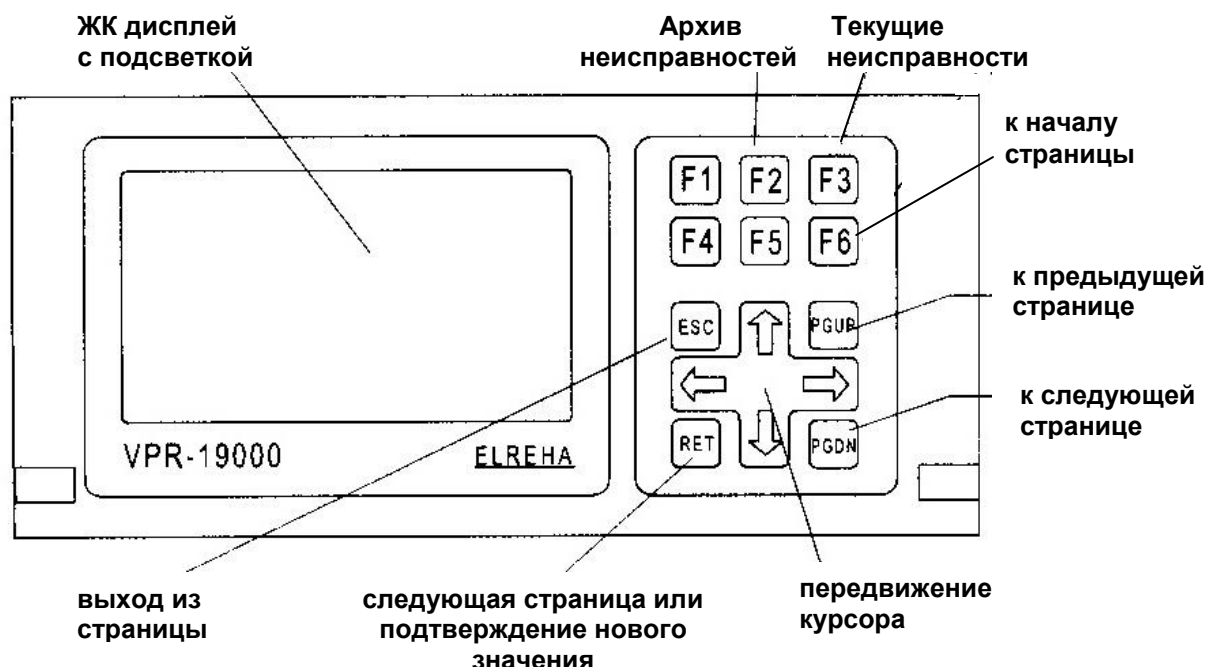 ЖК дисплей
с подсветкой
Архив
неисправностей
Текущие
неисправности
к началу
страницы
F1 F2 F3
F4 F5 F6
к предыдущей
странице
ESC PGUP
к следующей
странице
RET PGDN
VPR-19000 ELREHA
выход из
страницы
следующая страница или
подтверждение нового
значения
передвижение
курсора